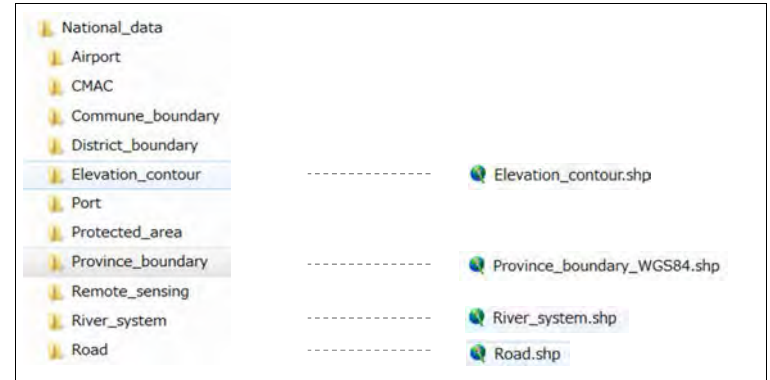 National_data
Airport
CMAC
Commune_boundary
District_boundary
Elevation_contour Elevation_contour.shp
Port
Protected_area
Province_boundary Province_boundary_WGS84.shp
Remote_sensing
River_system River_system.shp
Road Road.shp